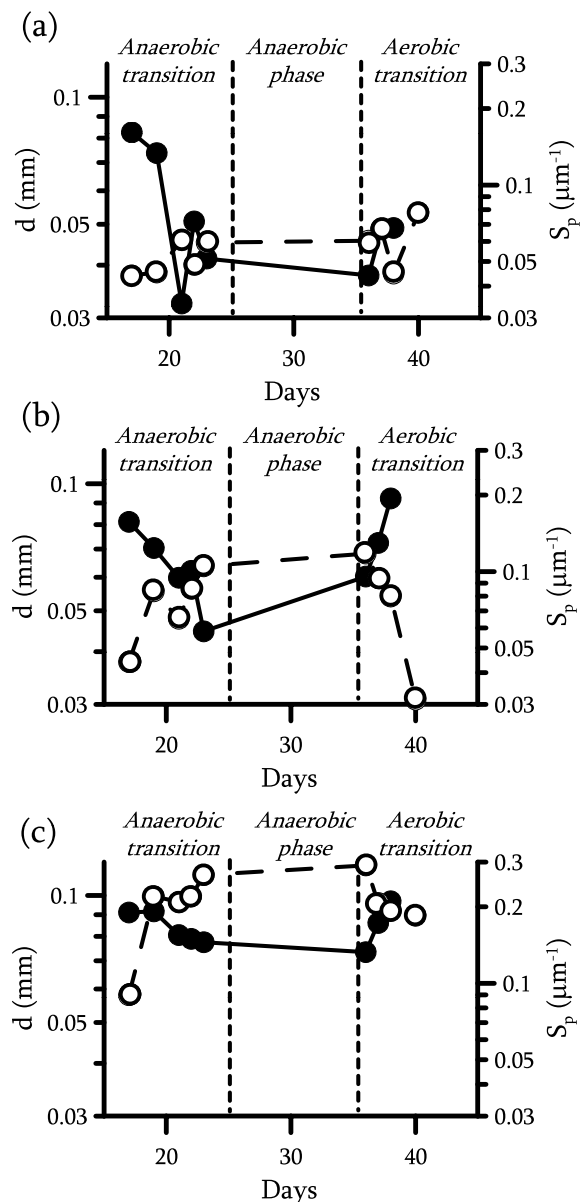 (a)
Anaerobic Anaerobic Aerobic
transition phase transition
0.1
0.05
0.03
d (mm)
0.3
0.2
0.1
0.05
0.03
Sₚ (µm⁻¹)
20 30 40
Days
(b)
Anaerobic Anaerobic Aerobic
transition phase transition
0.1
0.05
0.03
d (mm)
0.3
0.2
0.1
0.05
0.03
Sₚ (µm⁻¹)
20 30 40
Days
(c)
Anaerobic Anaerobic Aerobic
transition phase transition
0.1
0.05
0.03
d (mm)
0.3
0.2
0.1
0.05
0.03
Sₚ (µm⁻¹)
20 30 40
Days